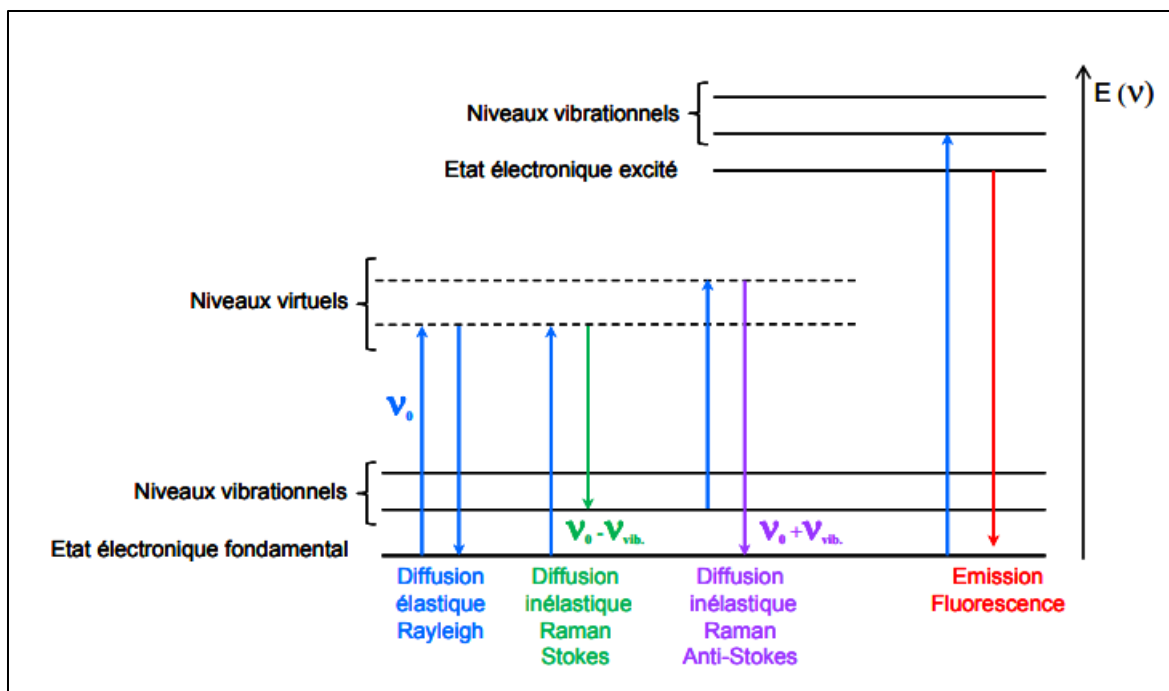 E (ν)
Niveaux vibrationnels
Etat électronique excité
Niveaux virtuels
ν₀
Niveaux vibrationnels
ν₀ - νvib.
ν₀ + νvib.
Etat électronique fondamental
Diffusion
élastique
Rayleigh
Diffusion
inélastique
Raman
Stokes
Diffusion
inélastique
Raman
Anti-Stokes
Emission
Fluorescence